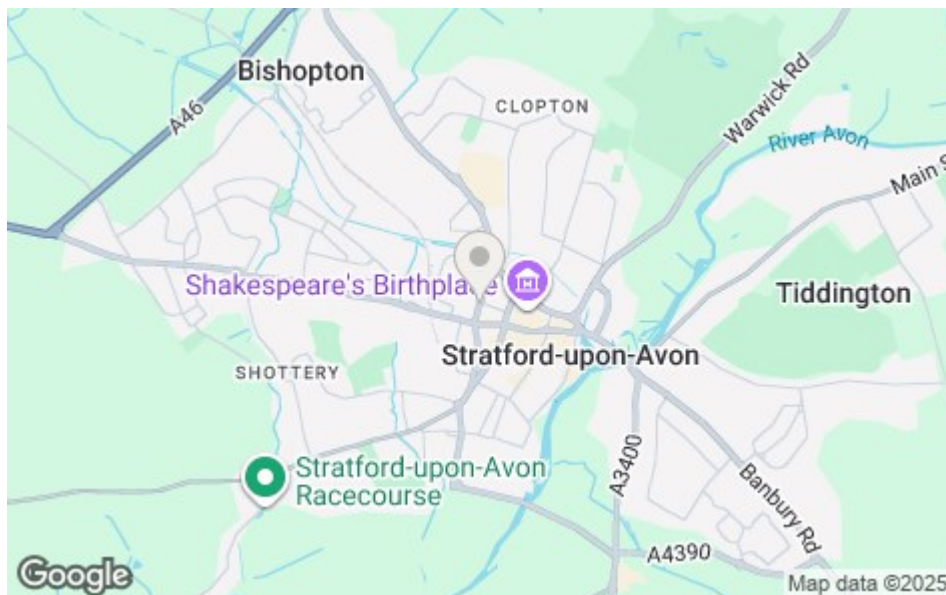 Bishopton
CLOPTON
A46
Warwick Rd
River Avon
Main S
Shakespeare's Birthplace
Tiddington
Stratford-upon-Avon
SHOTTERY
Stratford-upon-Avon
Racecourse
A3400
Banbury Rd
A4390
Google
Map data ©2025